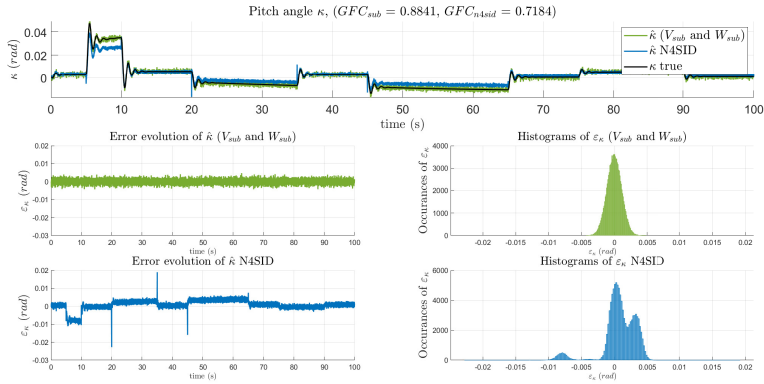 Pitch angle κ, (GFC_sub = 0.8841, GFC_n4sid = 0.7184)
κ̂ (V_sub and W_sub)
κ̂ N4SID
κ true
0.04
0.02
0
κ (rad)
0 10 20 30 40 50 60 70 80 90 100
time (s)
Error evolution of κ̂ (V_sub and W_sub)
0.02
0.01
0
-0.01
-0.02
-0.03
ε_κ (rad)
0 10 20 30 40 50 60 70 80 90 100
time (s)
Histograms of ε_κ (V_sub and W_sub)
4000
3000
2000
1000
0
Occurances of ε_κ
-0.02 -0.015 -0.01 -0.005 0 0.005 0.01 0.015 0.02
ε_κ (rad)
Error evolution of κ̂ N4SID
0.02
0.01
0
-0.01
-0.02
-0.03
ε_κ (rad)
0 10 20 30 40 50 60 70 80 90 100
time (s)
Histograms of ε_κ N4SID
6000
4000
2000
0
Occurances of ε_κ
-0.02 -0.015 -0.01 -0.005 0 0.005 0.01 0.015 0.02
ε_κ (rad)